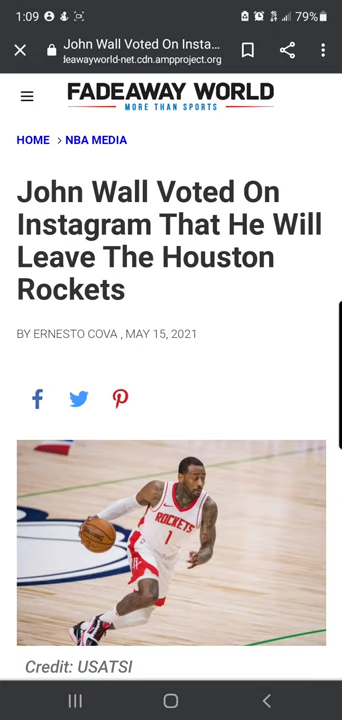 1:09 79%
John Wall Voted On Insta...
deawayworld-net.cdn.ampproject.org
FADEAWAY WORLD
MORE THAN SPORTS
HOME > NBA MEDIA
John Wall Voted On
Instagram That He Will
Leave The Houston
Rockets
BY ERNESTO COVA , MAY 15, 2021
ROCKETS
1
Credit: USATSI